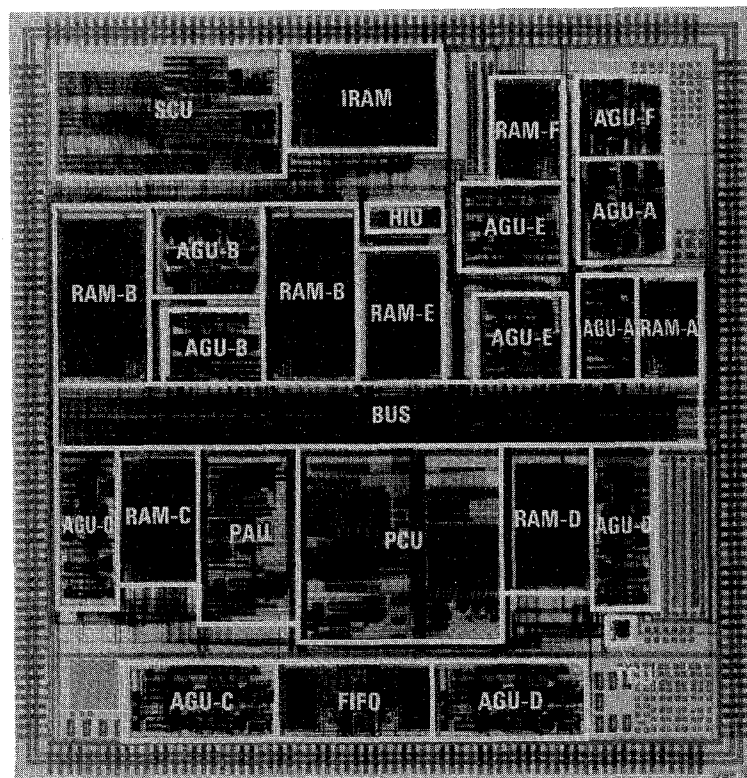 SCU
IRAM
RAM-F
AGU-F
AGU-A
HIU
AGU-E
RAM-B
AGU-B
RAM-B
RAM-E
AGU-B
AGU-E
AGU-A
RAM-A
BUS
AGU-C
RAM-C
PAU
PCU
RAM-D
AGU-D
AGU-C
FIFO
AGU-D